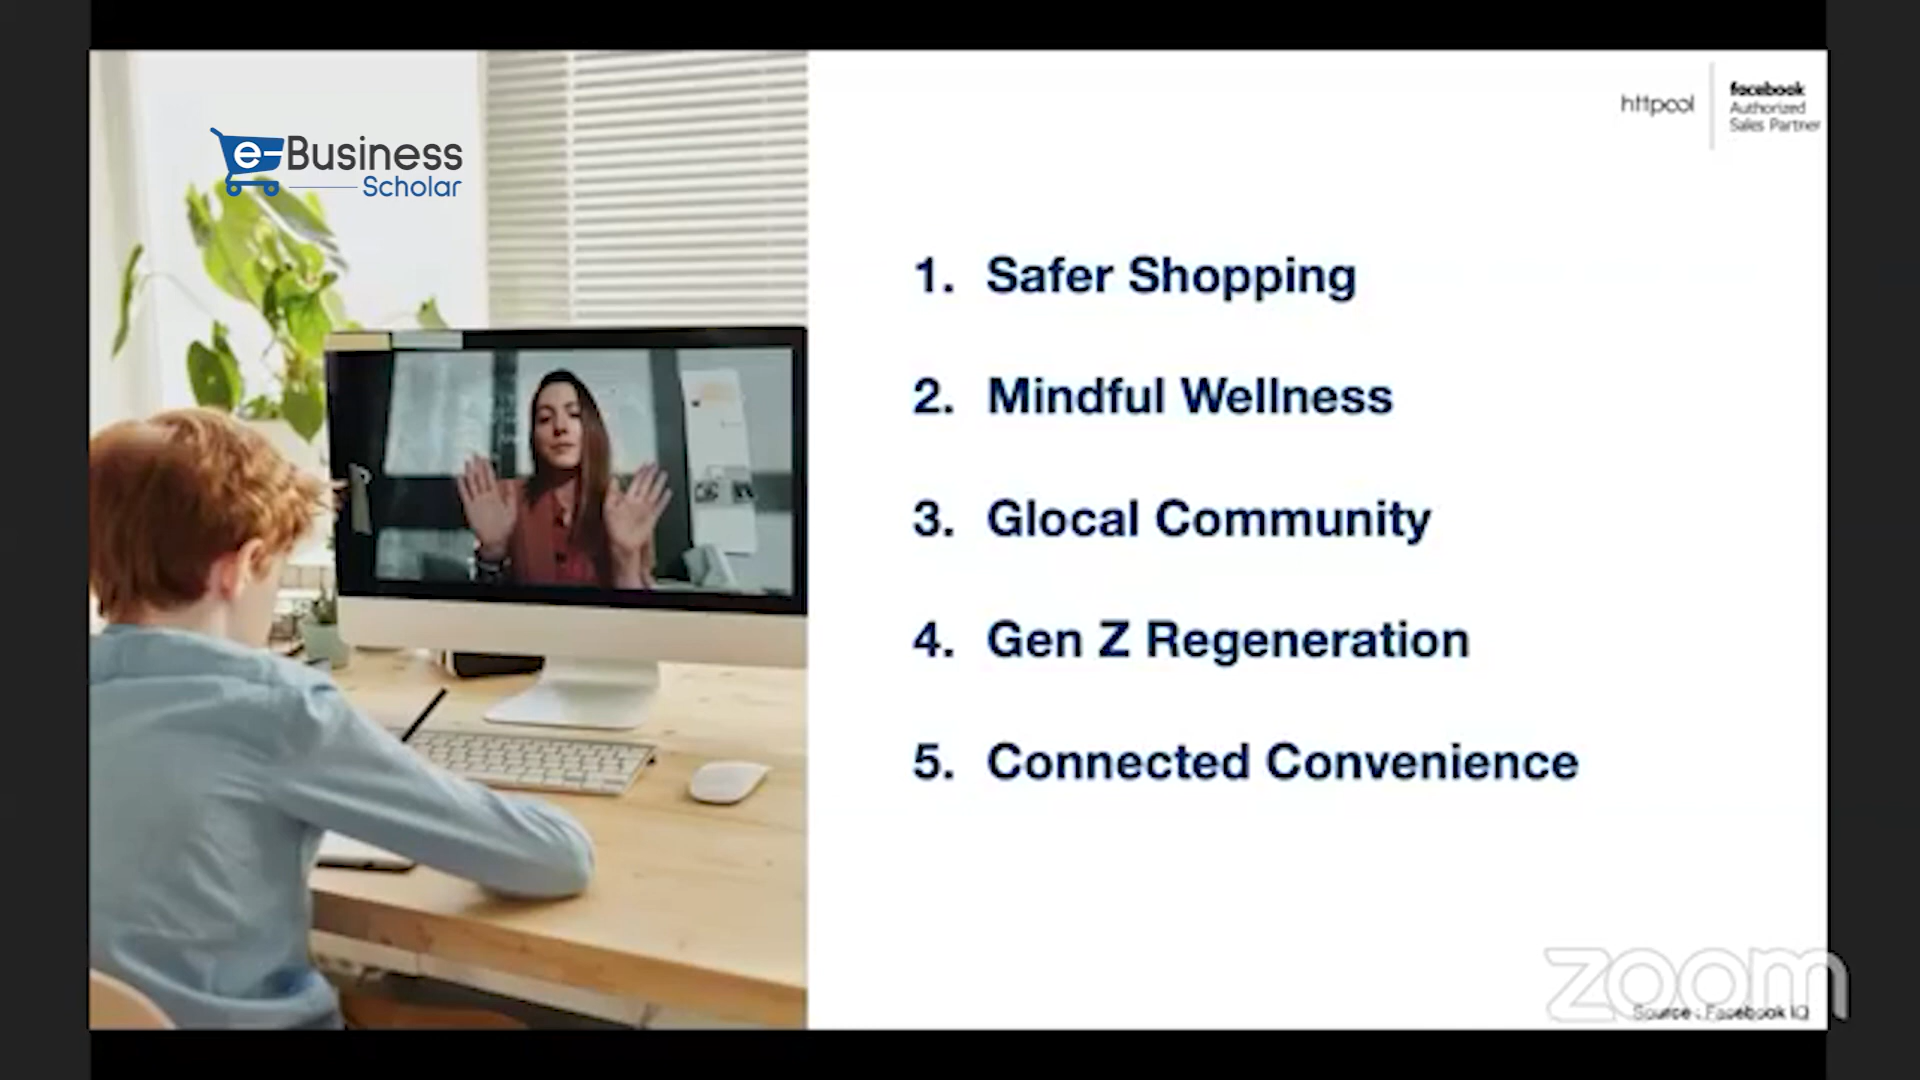 e-Business
Scholar
httpool
facebook
Authorized
Sales Partner
1. Safer Shopping
2. Mindful Wellness
3. Glocal Community
4. Gen Z Regeneration
5. Connected Convenience
zoom
Source : Facebook IQ